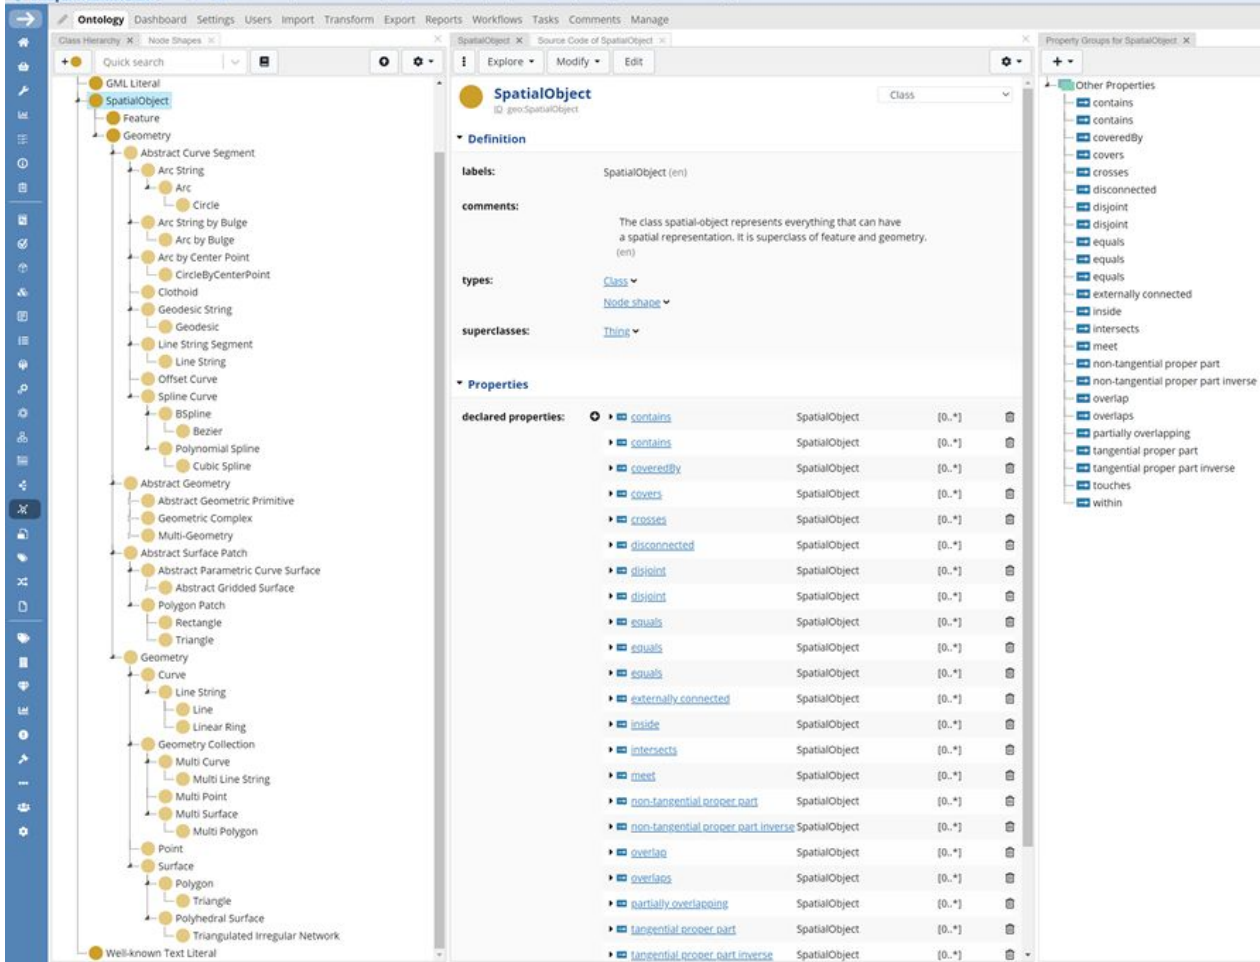 Ontology Dashboard Settings Users Import Transform Export Reports Workflows Tasks Comments Manage
Class Hierarchy X Node Shapes X
Quick search
GML Literal
SpatialObject
Feature
Geometry
Abstract Curve Segment
Arc String
Arc
Circle
Arc String by Bulge
Arc by Bulge
Arc by Center Point
CircleByCenterPoint
Clothoid
Geodesic String
Geodesic
Line String Segment
Line String
Offset Curve
Spline Curve
BSpline
Bezier
Polynomial Spline
Cubic Spline
Abstract Geometry
Abstract Geometric Primitive
Geometric Complex
Multi-Geometry
Abstract Surface Patch
Abstract Parametric Curve Surface
Abstract Gridded Surface
Polygon Patch
Rectangle
Triangle
Geometry
Curve
Line String
Line
Linear Ring
Geometry Collection
Multi Curve
Multi Line String
Multi Point
Multi Surface
Multi Polygon
Point
Surface
Polygon
Triangle
Polyhedral Surface
Triangulated Irregular Network
Well-known Text Literal
SpatialObject X Source Code of SpatialObject X
Explore Modify Edit
SpatialObject
Class
ID geo:SpatialObject
Definition
labels: SpatialObject (en)
comments:
The class spatial-object represents everything that can have
a spatial representation. It is superclass of feature and geometry.
(en)
types: Class
Node shape
superclasses: Thing
Properties
declared properties: contains SpatialObject [0..*]
contains SpatialObject [0..*]
coveredBy SpatialObject [0..*]
covers SpatialObject [0..*]
crosses SpatialObject [0..*]
disconnected SpatialObject [0..*]
disjoint SpatialObject [0..*]
disjoint SpatialObject [0..*]
equals SpatialObject [0..*]
equals SpatialObject [0..*]
equals SpatialObject [0..*]
externally connected SpatialObject [0..*]
inside SpatialObject [0..*]
intersects SpatialObject [0..*]
meet SpatialObject [0..*]
non-tangential proper part SpatialObject [0..*]
non-tangential proper part inverse SpatialObject [0..*]
overlap SpatialObject [0..*]
overlaps SpatialObject [0..*]
partially overlapping SpatialObject [0..*]
tangential proper part SpatialObject [0..*]
tangential proper part inverse SpatialObject [0..*]
Property Groups for SpatialObject X
Other Properties
contains
contains
coveredBy
covers
crosses
disconnected
disjoint
disjoint
equals
equals
equals
externally connected
inside
intersects
meet
non-tangential proper part
non-tangential proper part inverse
overlap
overlaps
partially overlapping
tangential proper part
tangential proper part inverse
touches
within